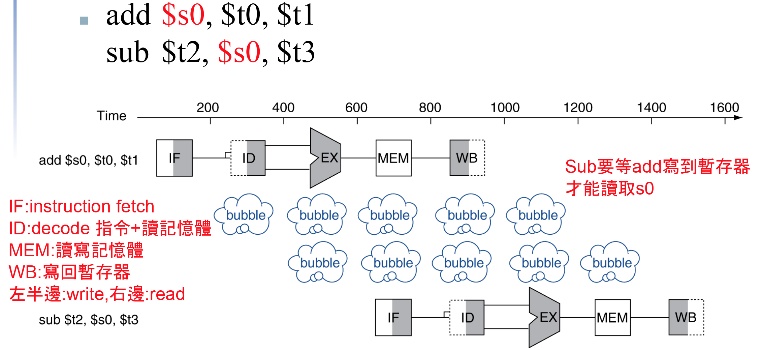 add $s0, $t0, $t1
sub $t2, $s0, $t3
Time
200 400 600 800 1000 1200 1400 1600
add $s0, $t0, $t1
IF ID EX MEM WB
Sub要等add寫到暫存器
才能讀取s0
bubble bubble bubble bubble bubble
bubble bubble bubble bubble bubble
IF:instruction fetch
ID:decode 指令+讀記憶體
MEM:讀寫記憶體
WB:寫回暫存器
左半邊:write,右邊:read
sub $t2, $s0, $t3
IF ID EX MEM WB